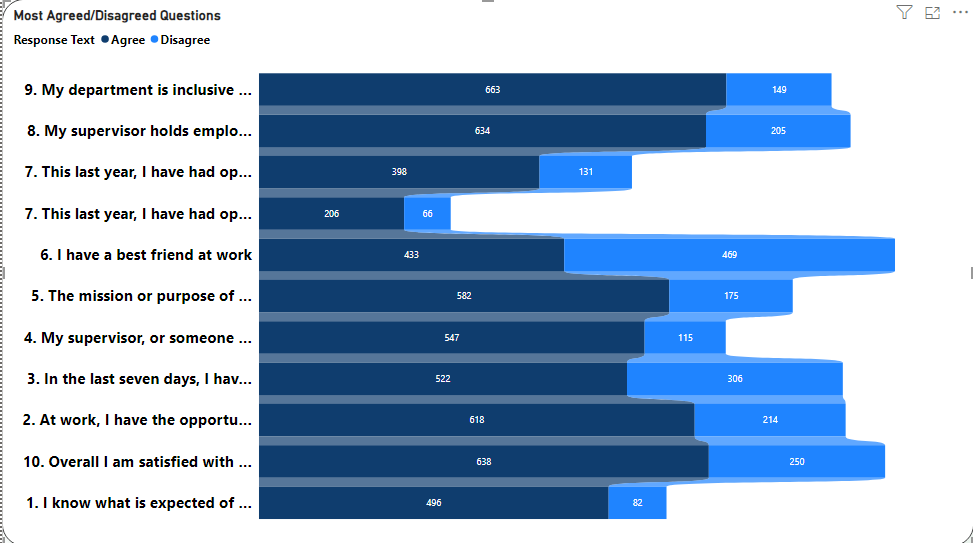 Most Agreed/Disagreed Questions
Response Text Agree Disagree
9. My department is inclusive ... 663 149
8. My supervisor holds emplo... 634 205
7. This last year, I have had op... 398 131
7. This last year, I have had op... 206 66
6. I have a best friend at work 433 469
5. The mission or purpose of ... 582 175
4. My supervisor, or someone ... 547 115
3. In the last seven days, I hav... 522 306
2. At work, I have the opportu... 618 214
10. Overall I am satisfied with ... 638 250
1. I know what is expected of ... 496 82